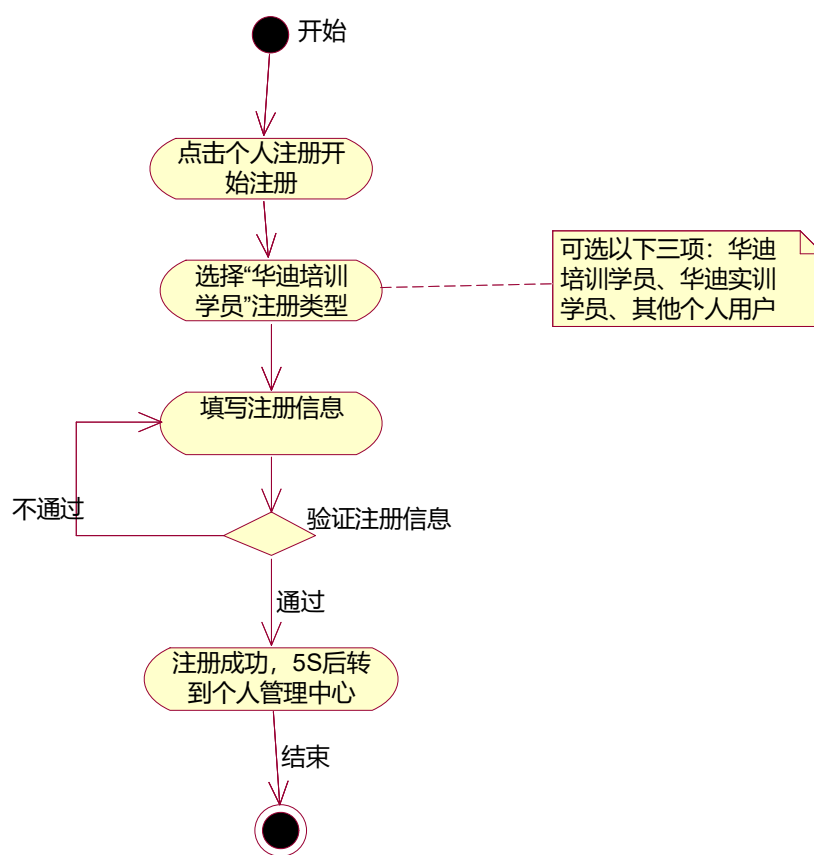 开始
点击个人注册开
始注册
选择“华迪培训
学员”注册类型
可选以下三项：华迪
培训学员、华迪实训
学员、其他个人用户
填写注册信息
不通过
验证注册信息
通过
注册成功，5S后转
到个人管理中心
结束